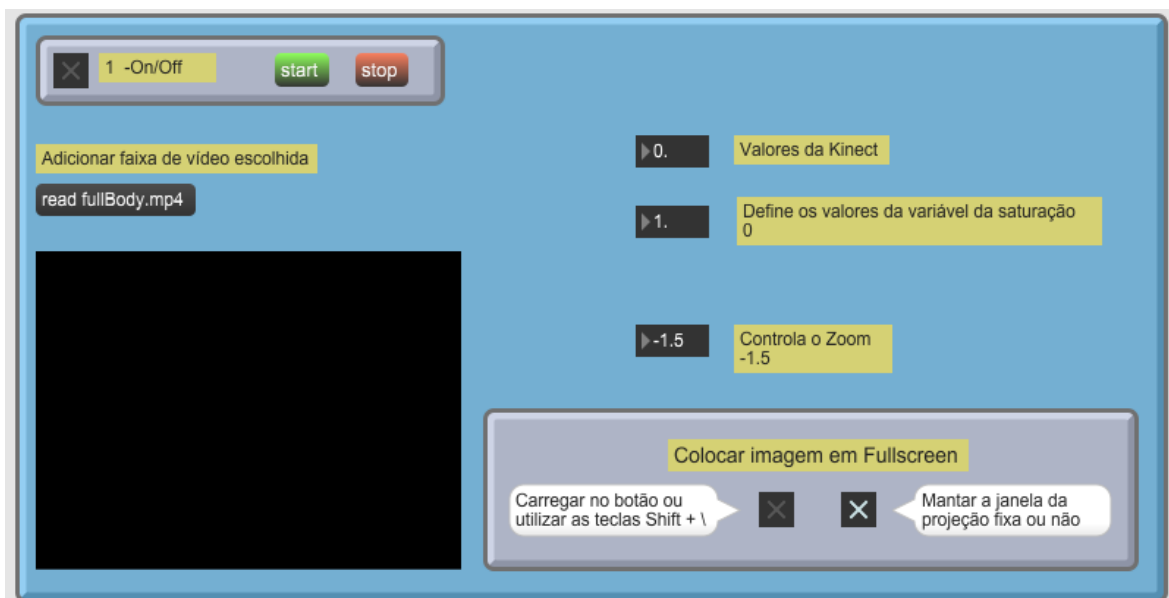 1 -On/Off
start
stop
Adicionar faixa de vídeo escolhida
read fullBody.mp4
0.
Valores da Kinect
1.
Define os valores da variável da saturação
0
-1.5
Controla o Zoom
-1.5
Colocar imagem em Fullscreen
Carregar no botão ou
utilizar as teclas Shift + \
Mantar a janela da
projeção fixa ou não